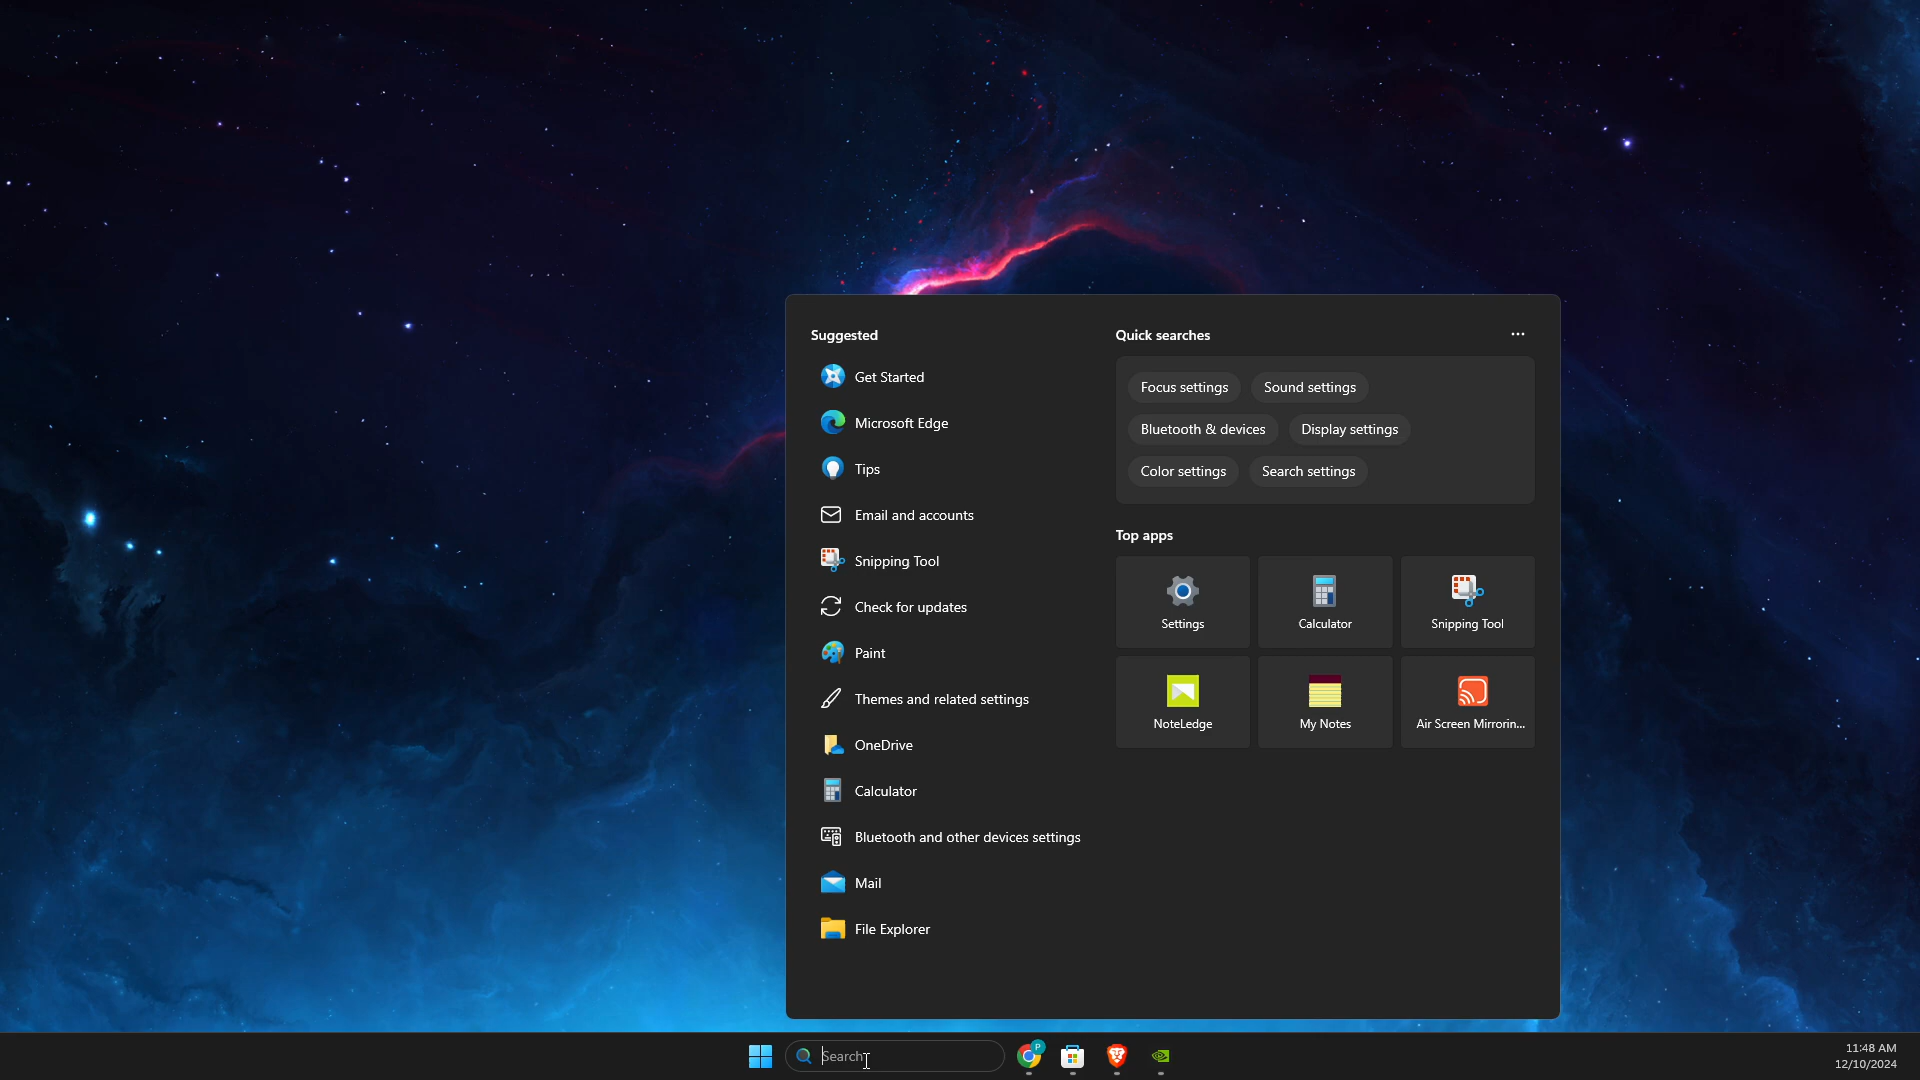 Suggested
Get Started
Microsoft Edge
Tips
Email and accounts
Snipping Tool
Check for updates
Paint
Themes and related settings
OneDrive
Calculator
Bluetooth and other devices settings
Mail
File Explorer
Quick searches
Focus settings
Sound settings
Bluetooth & devices
Display settings
Color settings
Search settings
Top apps
Settings
Calculator
Snipping Tool
NoteLedge
My Notes
Air Screen Mirrorin...
Search
P
11:48 AM
12/10/2024